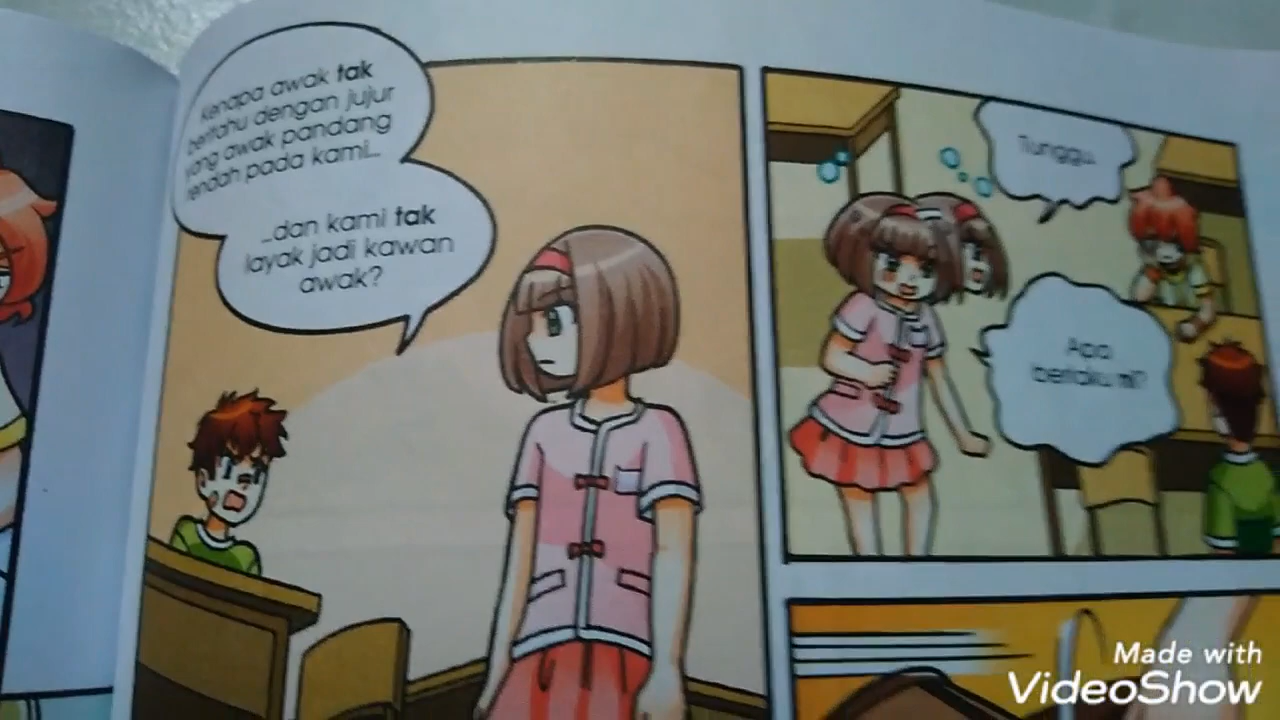 Kenapa awak tak
beritahu dengan jujur
yang awak pandang
rendah pada kami...
...dan kami tak
layak jadi kawan
awak?
Tunggu.
Apa
berlaku ni?
Made with
VideoShow